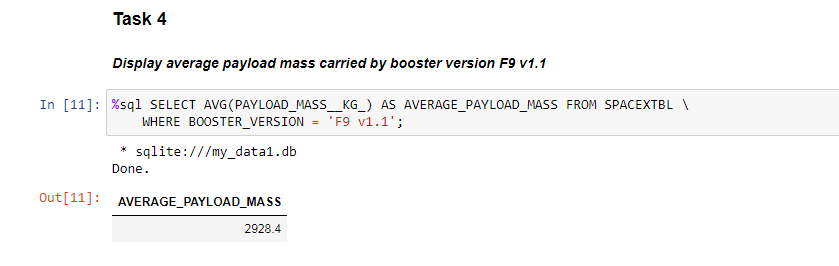 Task 4
Display average payload mass carried by booster version F9 v1.1
In [11]: %sql SELECT AVG(PAYLOAD_MASS__KG_) AS AVERAGE_PAYLOAD_MASS FROM SPACEXTBL \
WHERE BOOSTER_VERSION = 'F9 v1.1';
* sqlite:///my_data1.db
Done.
Out[11]: AVERAGE_PAYLOAD_MASS
2928.4